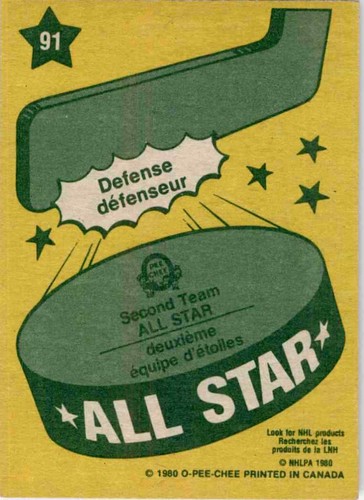 91
Defense
défenseur
O
PEE
CHEE
Second Team
ALL STAR
deuxième
équipe d'étoiles
ALL STAR
Look for NHL products
Recherchez les
produits de la LNH
© NHLPA 1980
© 1980 O-PEE-CHEE PRINTED IN CANADA